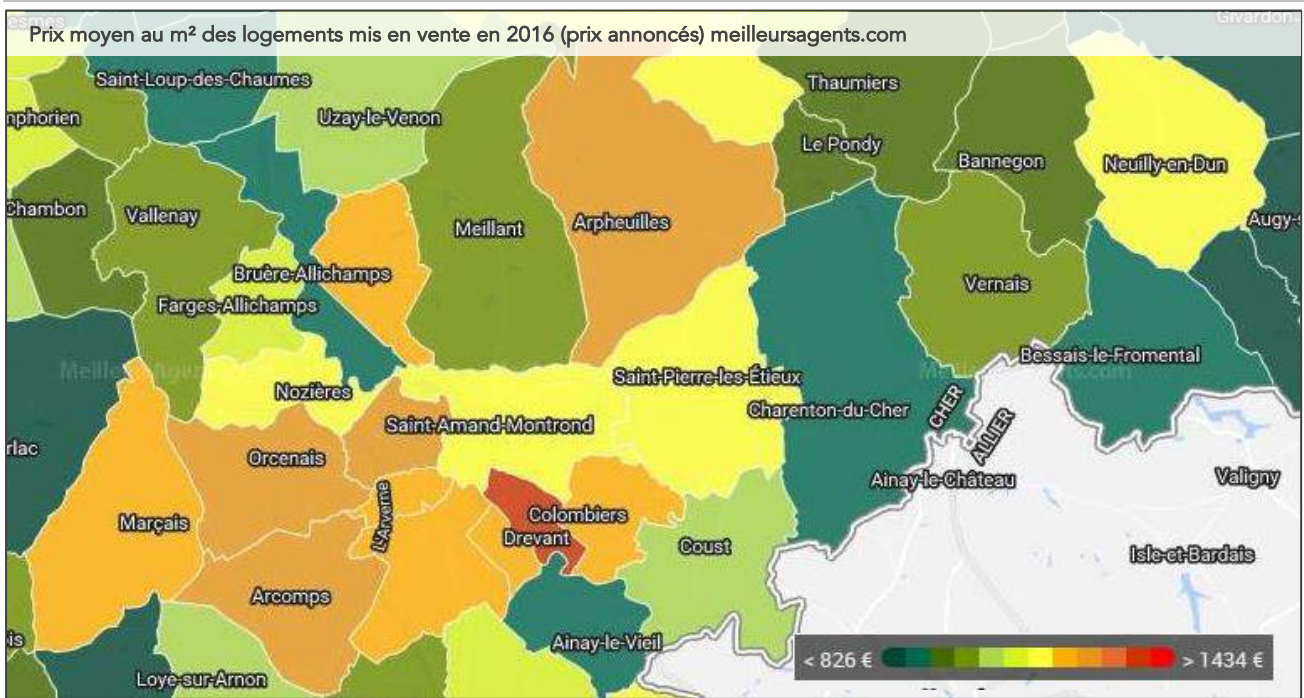 Prix moyen au m² des logements mis en vente en 2016 (prix annoncés) meilleursagents.com
Givardon
Saint-Loup-des-Chaumes
Thaumiers
mphorien
Uzay-le-Venon
Le Pondy
Bannegon
Neuilly-en-Dun
Chambon
Vallenay
Meillant
Arpheuilles
Augy-s
Bruère-Allichamps
Vernais
Farges-Allichamps
Bessais-le-Fromental
Nozières
Saint-Pierre-les-Étieux
Charenton-du-Cher
CHER
ALLIER
Saint-Amand-Montrond
rlac
Orcenais
Ainay-le-Château
Valigny
Marçais
L'Arverne
Colombiers
Drevant
Coust
Isle-et-Bardais
Arcomps
is
Ainay-le-Vieil
Loye-sur-Arnon
< 826 € > 1434 €